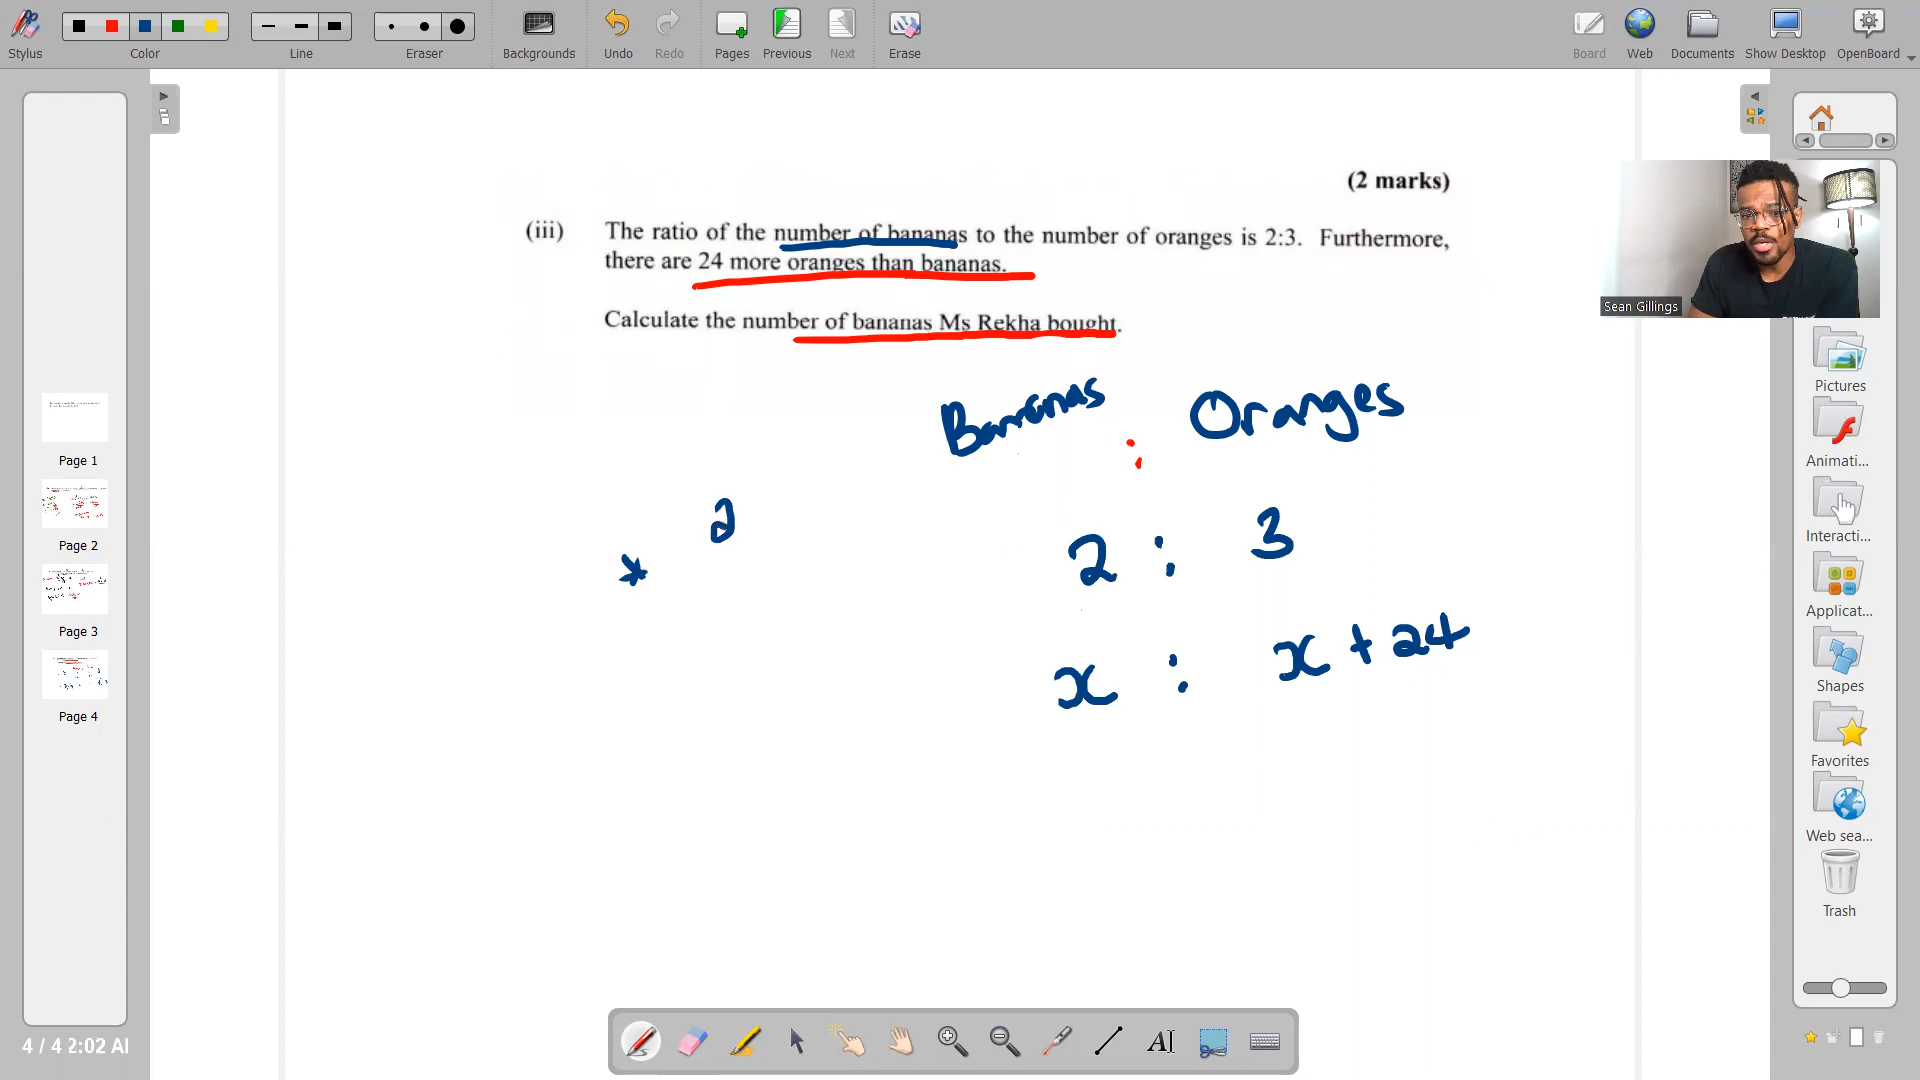 Stylus
Color
Line
Eraser
Backgrounds
Undo
Redo
Pages
Previous
Next
Erase
Board
Web
Documents
Show Desktop
OpenBoard
(2 marks)
(iii) The ratio of the number of bananas to the number of oranges is 2:3. Furthermore,
there are 24 more oranges than bananas.
Calculate the number of bananas Ms Rekha bought.
Bananas : Oranges
2 : 3
x : x + 24
* 2
Sean Gillings
Page 1
Page 2
Page 3
Page 4
4 / 4 2:02 AI
Pictures
Animati...
Interacti...
Applicat...
Shapes
Favorites
Web sea...
Trash